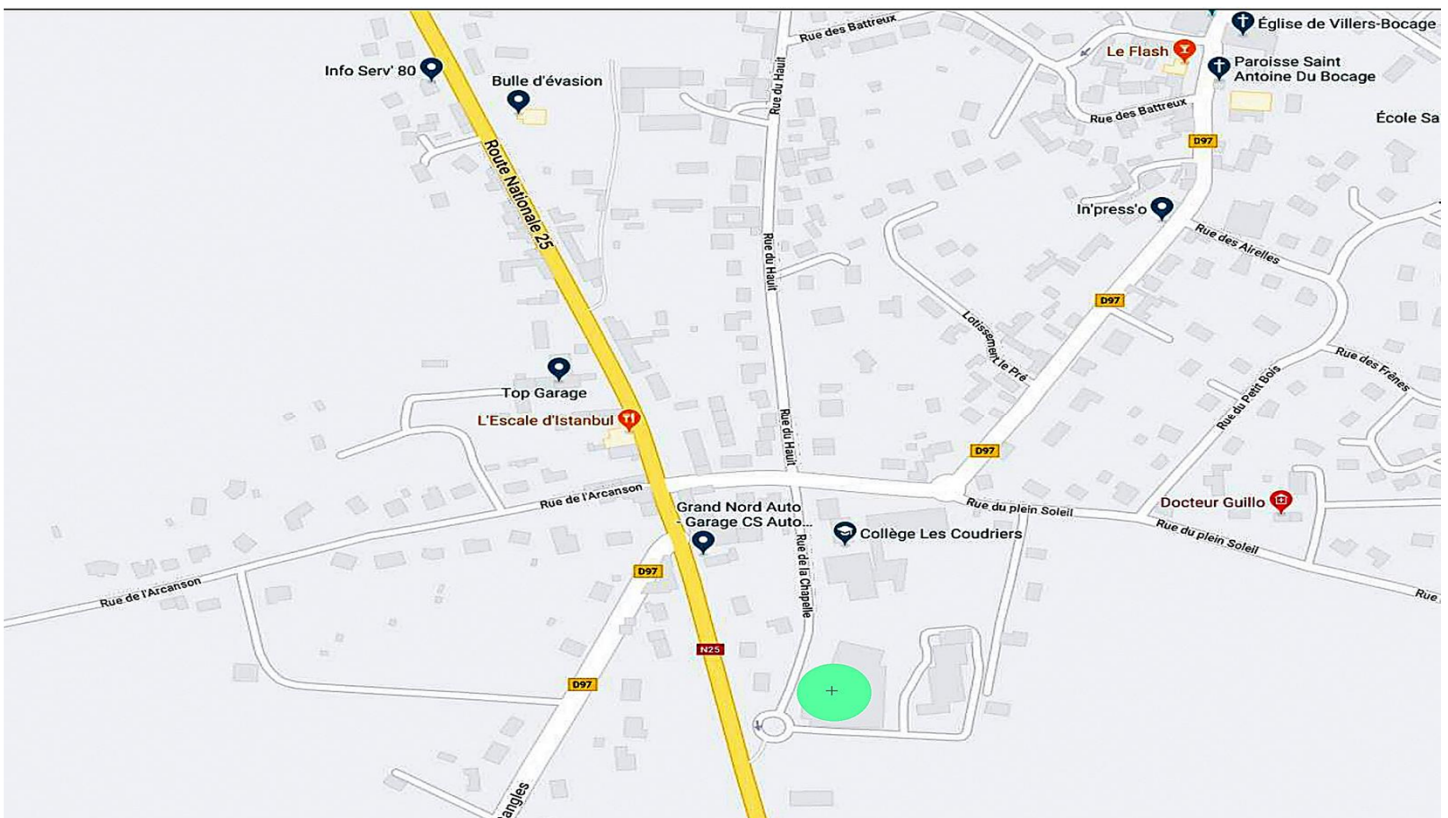 Rue des Battreux
Église de Villers-Bocage
Le Flash
Paroisse Saint
Antoine Du Bocage
Info Serv' 80
Bulle d'évasion
Rue du Hauit
Rue des Battreux
École Sa
D97
Route Nationale 25
In'press'o
Rue des Airelles
Rue du Hauit
D97
Lotissement le Pré
Rue des Frênes
Top Garage
Rue du Petit Bois
L'Escale d'Istanbul
Rue du Hauit
D97
Rue de l'Arcanson
Grand Nord Auto
- Garage CS Auto...
Rue du plein Soleil
Docteur Guillo
Collège Les Coudriers
Rue du plein Soleil
Rue de la Chapelle
D97
Rue de l'Arcanson
Rue
N25
D97
angles